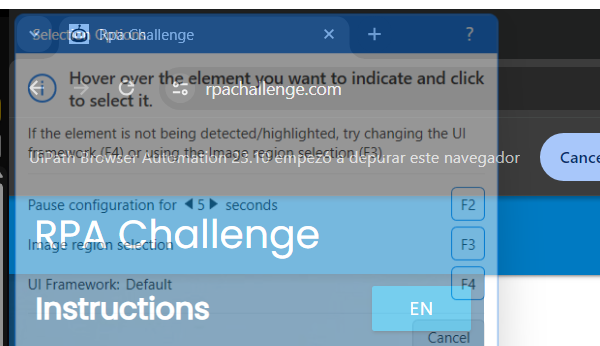 Selection Options
Rpa Challenge
?
Hover over the element you want to indicate and click
to select it.
rpachallenge.com
If the element is not being detected/highlighted, try changing the UI
framework (F4) or using the Image region selection (F3).
UiPath Browser Automation 23.10 empezó a depurar este navegador
Cance
Pause configuration for 5 seconds F2
RPA Challenge
Image region selection F3
UI Framework: Default F4
Instructions
EN
Cancel